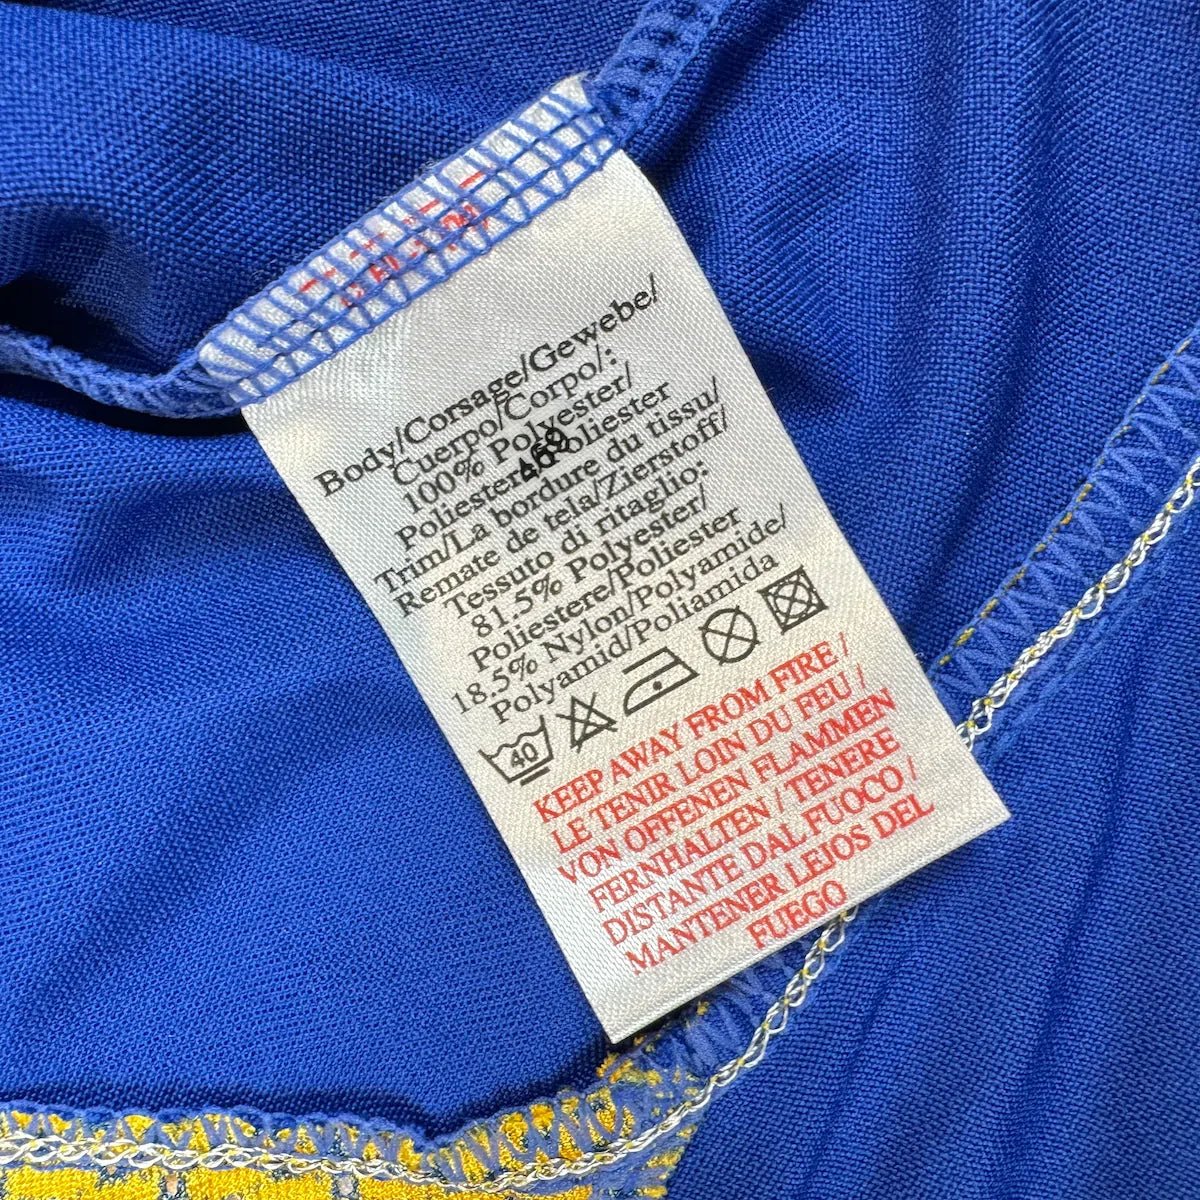 Body/Corsage/Gewebe/
Cuerpo/Corpo/:
100% Polyester/
Poliester/Poliester
Trim/La bordure du tissu/
Remate de tela/Zierstoff/
Tessuto di ritaglio:
81.5% Polyester/
Poliestere/Poliester
18.5% Nylon/Polyamide/
Polyamid/Poliamida
40
KEEP AWAY FROM FIRE /
LE TENIR LOIN DU FEU /
VON OFFENEN FLAMMEN
FERNHALTEN / TENERE
DISTANTE DAL FUOCO /
MANTENER LEJOS DEL
FUEGO